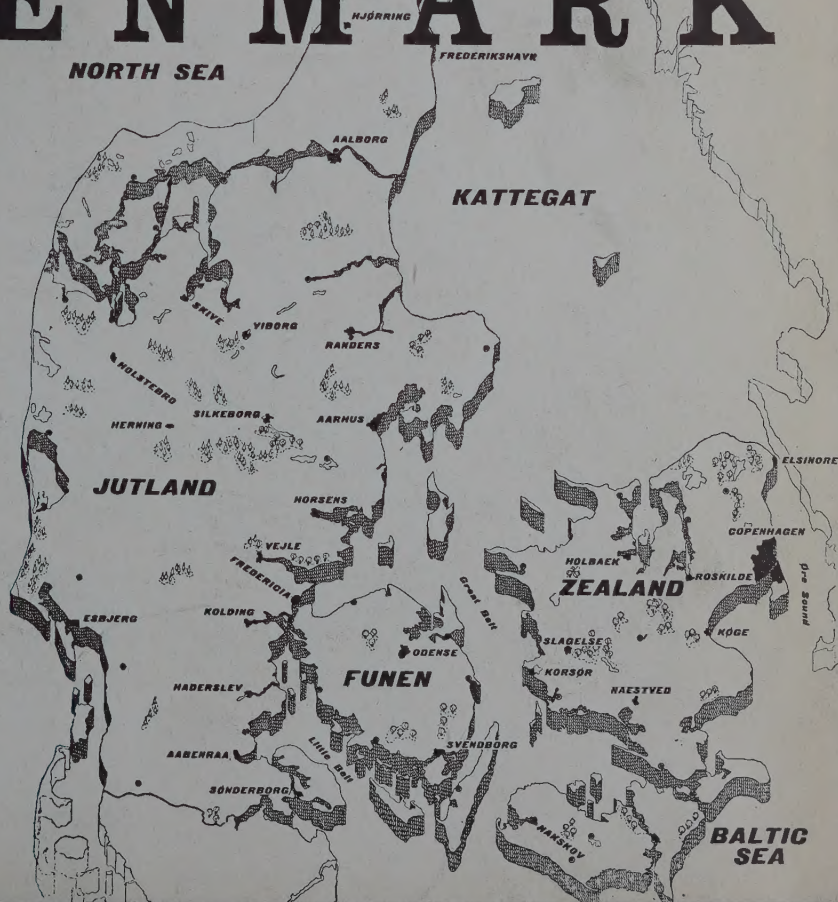 ENMARK
HJØRRING
NORTH SEA
FREDERIKSHAVN
AALBORG
KATTEGAT
SKIVE
VIBORG
RANDERS
HOLSTEBRO
SILKEBORG
HERNING
AARHUS
ELSINORE
JUTLAND
HORSENS
COPENHAGEN
VEJLE
HOLBAEK
FREDERICIA
ROSKILDE
ZEALAND
Øre Sound
Great Belt
KOLDING
ESBJERG
KØGE
SLAGELSE
ODENSE
KORSØR
FUNEN
HADERSLEV
NAESTVED
SVENDBORG
AABENRAA
Little Belt
SØNDERBORG
NAKSKOV
BALTIC
SEA